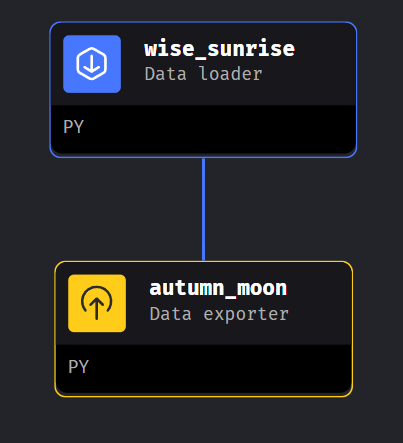 wise_sunrise
Data loader
PY
autumn_moon
Data exporter
PY